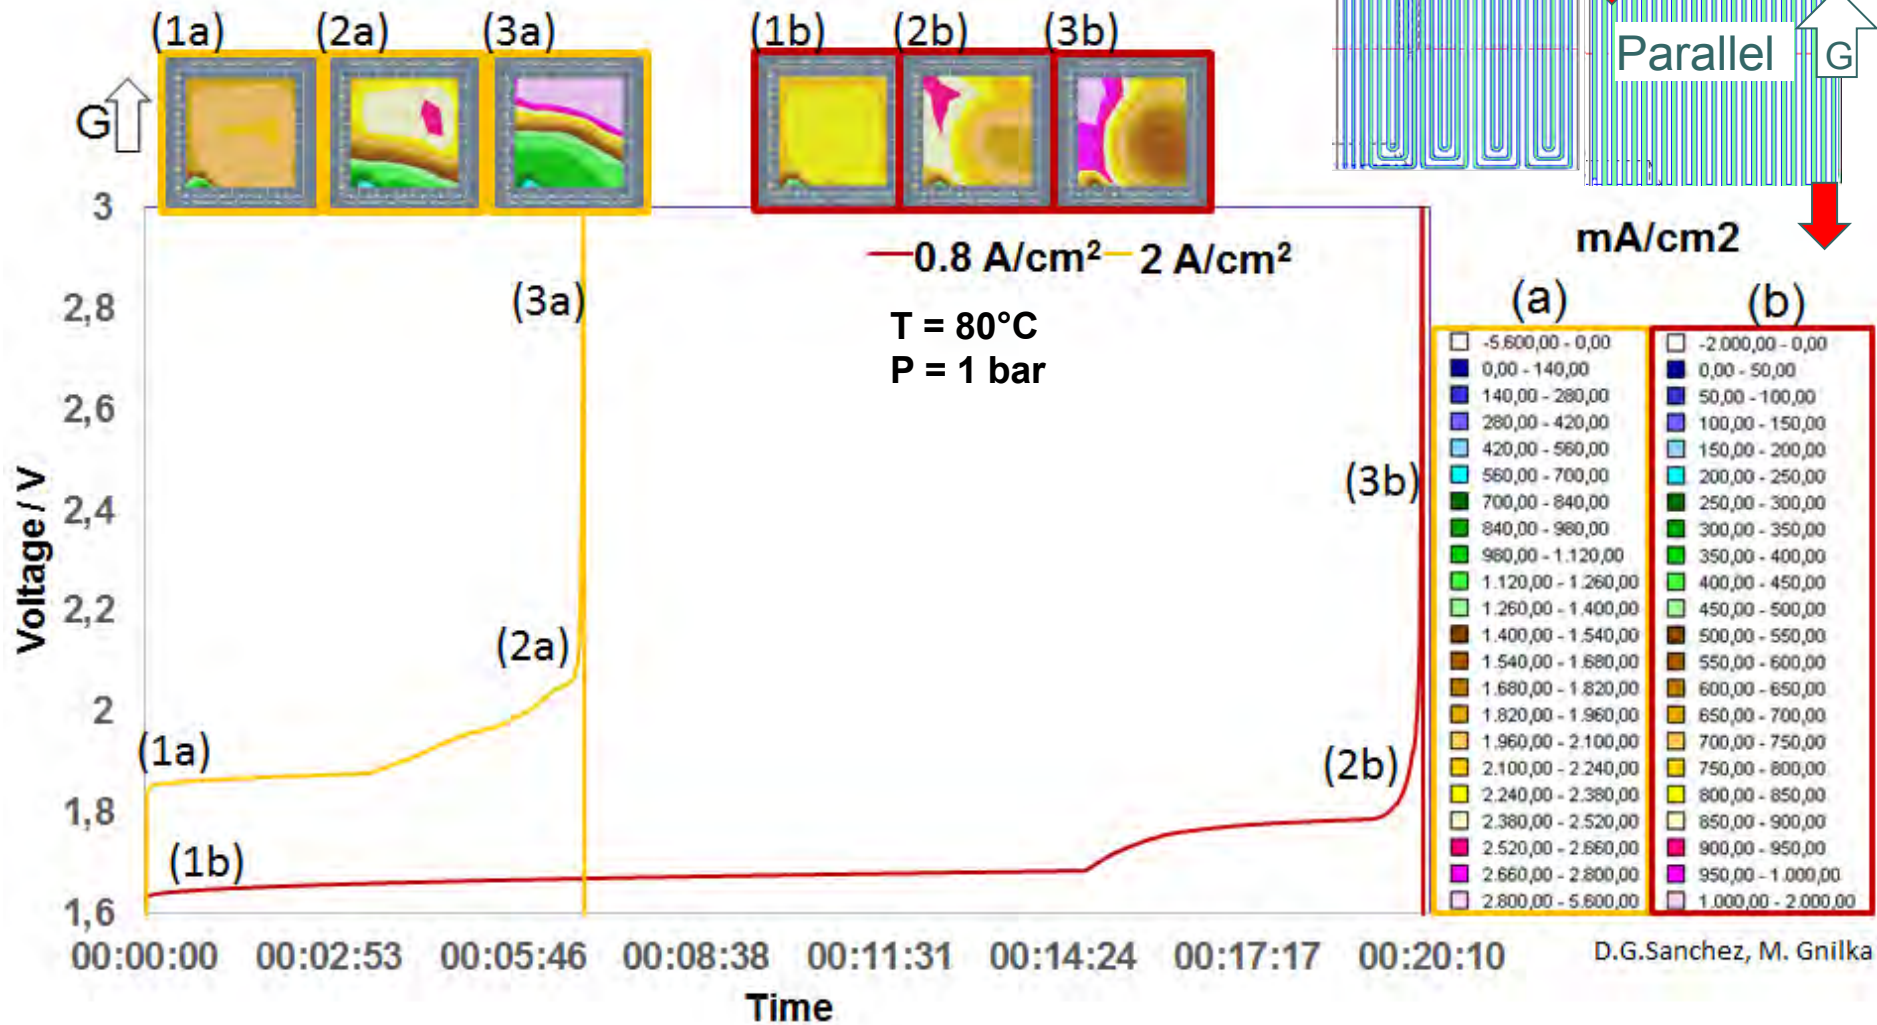 (1a) (2a) (3a) (1b) (2b) (3b)
Parallel G
G
3
2,8
2,6
2,4
2,2
2
1,8
1,6
Voltage / V
0.8 A/cm² 2 A/cm²
T = 80°C
P = 1 bar
(3a)
(2a)
(1a)
(1b)
(3b)
(2b)
mA/cm2
(a) (b)
-5.600,00 - 0,00
0,00 - 140,00
140,00 - 280,00
280,00 - 420,00
420,00 - 560,00
560,00 - 700,00
700,00 - 840,00
840,00 - 980,00
980,00 - 1.120,00
1.120,00 - 1.260,00
1.260,00 - 1.400,00
1.400,00 - 1.540,00
1.540,00 - 1.680,00
1.680,00 - 1.820,00
1.820,00 - 1.960,00
1.960,00 - 2.100,00
2.100,00 - 2.240,00
2.240,00 - 2.380,00
2.380,00 - 2.520,00
2.520,00 - 2.660,00
2.660,00 - 2.800,00
2.800,00 - 5.600,00
-2.000,00 - 0,00
0,00 - 50,00
50,00 - 100,00
100,00 - 150,00
150,00 - 200,00
200,00 - 250,00
250,00 - 300,00
300,00 - 350,00
350,00 - 400,00
400,00 - 450,00
450,00 - 500,00
500,00 - 550,00
550,00 - 600,00
600,00 - 650,00
650,00 - 700,00
700,00 - 750,00
750,00 - 800,00
800,00 - 850,00
850,00 - 900,00
900,00 - 950,00
950,00 - 1.000,00
1.000,00 - 2.000,00
00:00:00 00:02:53 00:05:46 00:08:38 00:11:31 00:14:24 00:17:17 00:20:10
Time
D.G.Sanchez, M. Gnilka